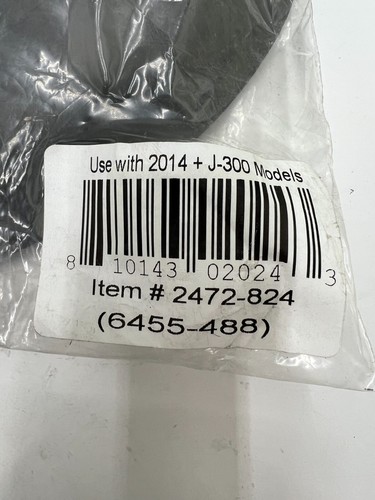 Use with 2014 + J-300 Models
8 10143 02024 3
Item # 2472-824
(6455-488)